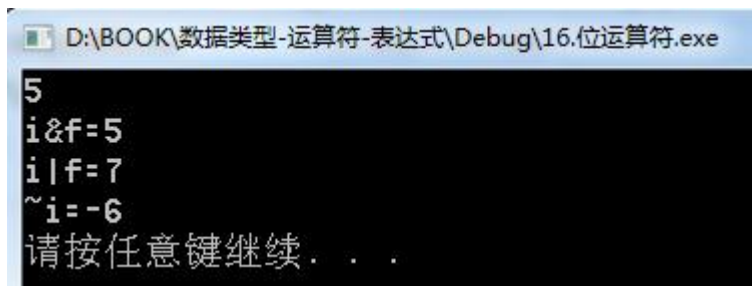 D:\BOOK\数据类型-运算符-表达式\Debug\16.位运算符.exe
5
i&f=5
i|f=7
~i=-6
请按任意键继续. . .